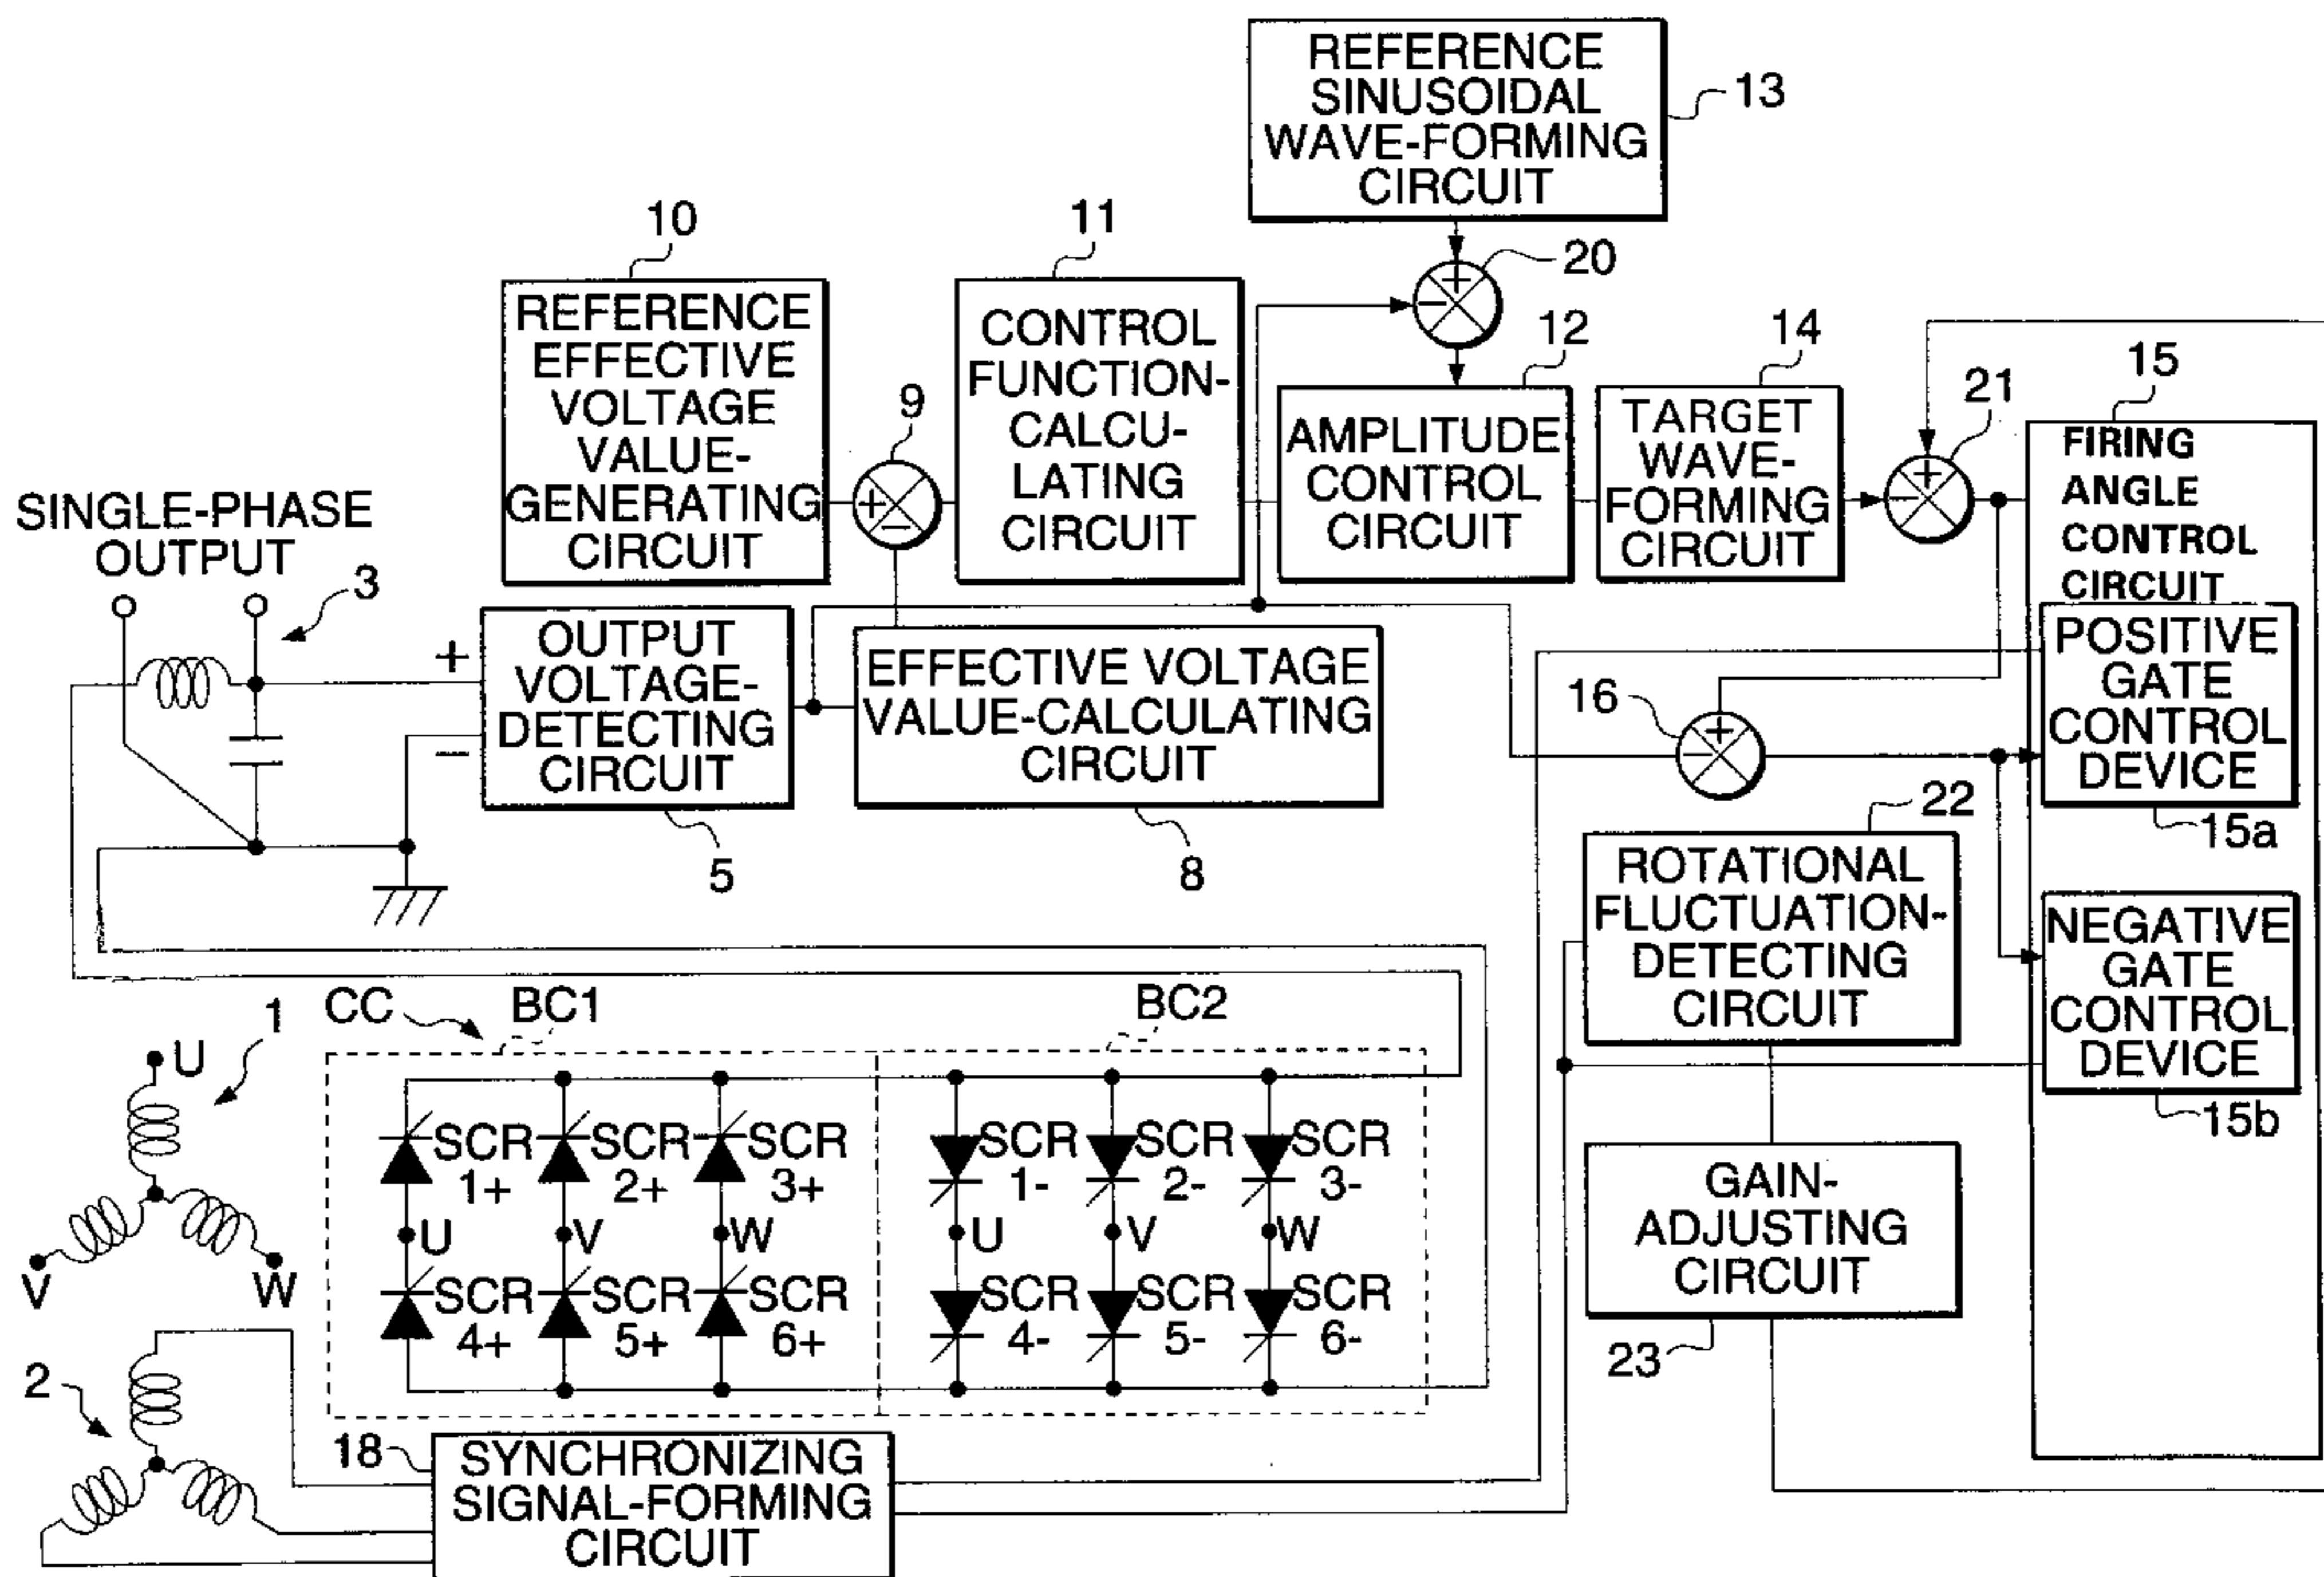 REFERENCE
SINUSOIDAL
WAVE-FORMING
CIRCUIT
13
10
11
20
REFERENCE
EFFECTIVE
VOLTAGE
VALUE-
GENERATING
CIRCUIT
CONTROL
FUNCTION-
CALCU-
LATING
CIRCUIT
+
−
12
14
15
21
9
+
−
AMPLITUDE
CONTROL
CIRCUIT
TARGET
WAVE-
FORMING
CIRCUIT
+
−
FIRING
ANGLE
CONTROL
CIRCUIT
SINGLE-PHASE
OUTPUT
3
+
−
OUTPUT
VOLTAGE-
DETECTING
CIRCUIT
5
EFFECTIVE VOLTAGE
VALUE-CALCULATING
CIRCUIT
8
16
+
−
POSITIVE
GATE
CONTROL
DEVICE
15a
22
ROTATIONAL
FLUCTUATION-
DETECTING
CIRCUIT
NEGATIVE
GATE
CONTROL
DEVICE
15b
GAIN-
ADJUSTING
CIRCUIT
23
1
U
V
W
CC
BC1
BC2
SCR
1+
SCR
2+
SCR
3+
SCR
1-
SCR
2-
SCR
3-
U
V
W
U
V
W
SCR
4+
SCR
5+
SCR
6+
SCR
4-
SCR
5-
SCR
6-
2
18
SYNCHRONIZING
SIGNAL-FORMING
CIRCUIT